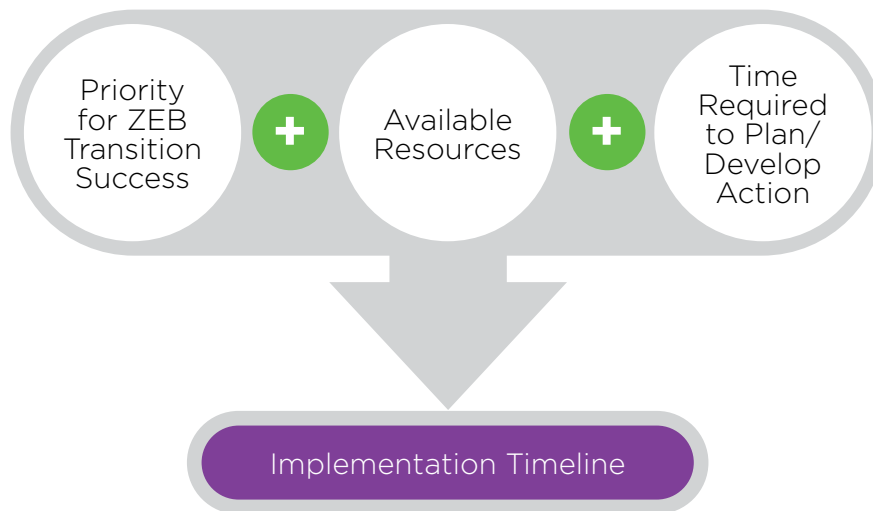 Priority
for ZEB
Transition
Success
+
Available
Resources
+
Time
Required
to Plan/
Develop
Action
Implementation Timeline